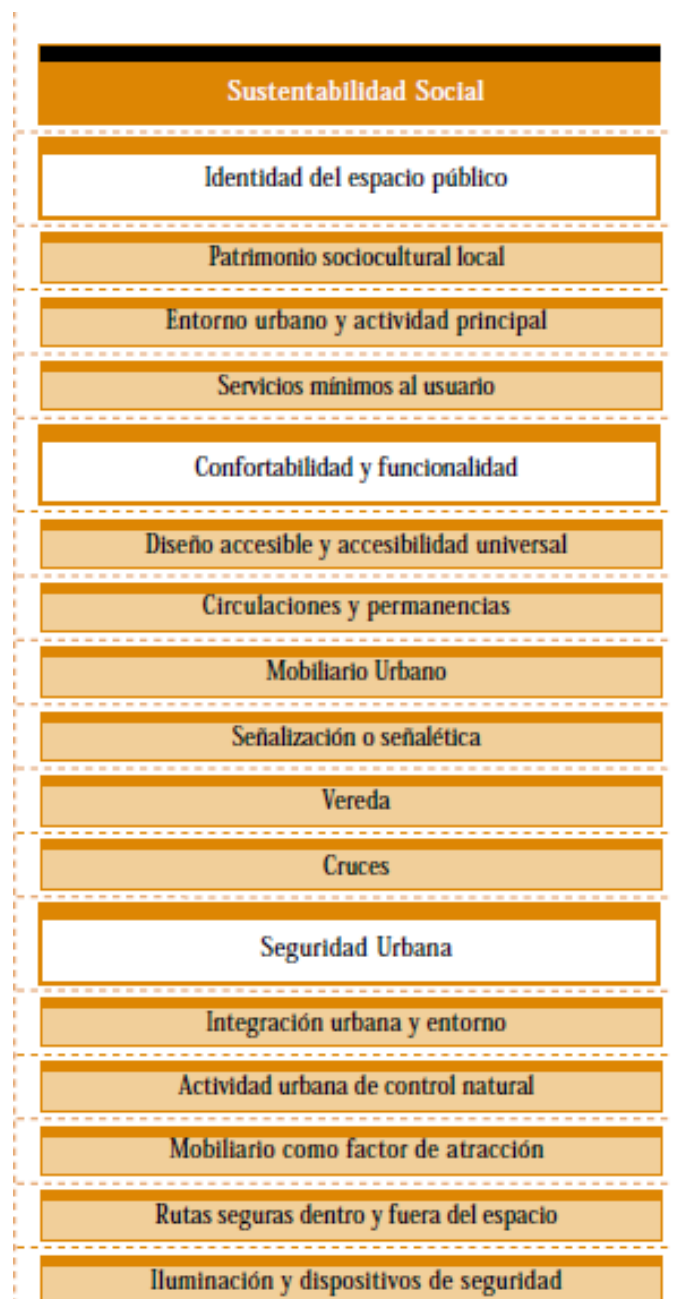 Sustentabilidad Social
Identidad del espacio público
Patrimonio sociocultural local
Entorno urbano y actividad principal
Servicios mínimos al usuario
Confortabilidad y funcionalidad
Diseño accesible y accesibilidad universal
Circulaciones y permanencias
Mobiliario Urbano
Señalización o señalética
Vereda
Cruces
Seguridad Urbana
Integración urbana y entorno
Actividad urbana de control natural
Mobiliario como factor de atracción
Rutas seguras dentro y fuera del espacio
Iluminación y dispositivos de seguridad